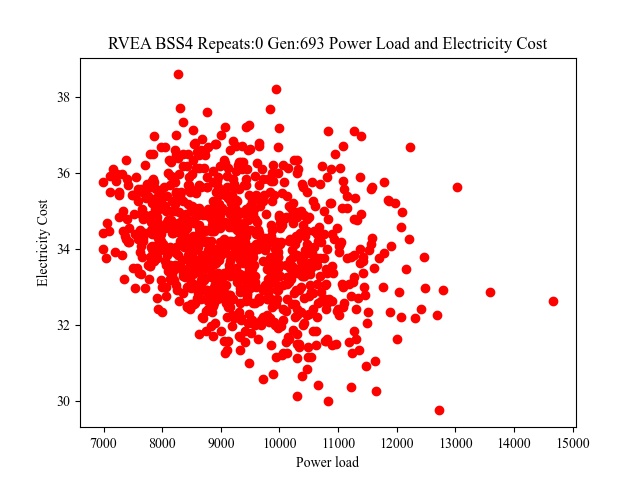 RVEA BSS4 Repeats:0 Gen:693 Power Load and Electricity Cost
38
36
34
32
30
Electricity Cost
7000 8000 9000 10000 11000 12000 13000 14000 15000
Power load